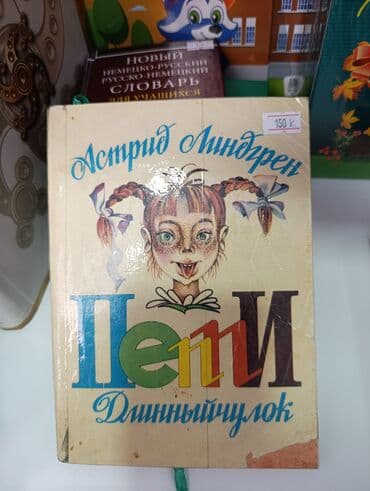 НОВЫЙ
НЕМЕЦКО-РУССКИЙ
РУССКО-НЕМЕЦКИЙ
СЛОВАРЬ
ДЛЯ УЧАЩИХСЯ
150
Астрид Линдгрен
ПеппИ
Длинныйчулок